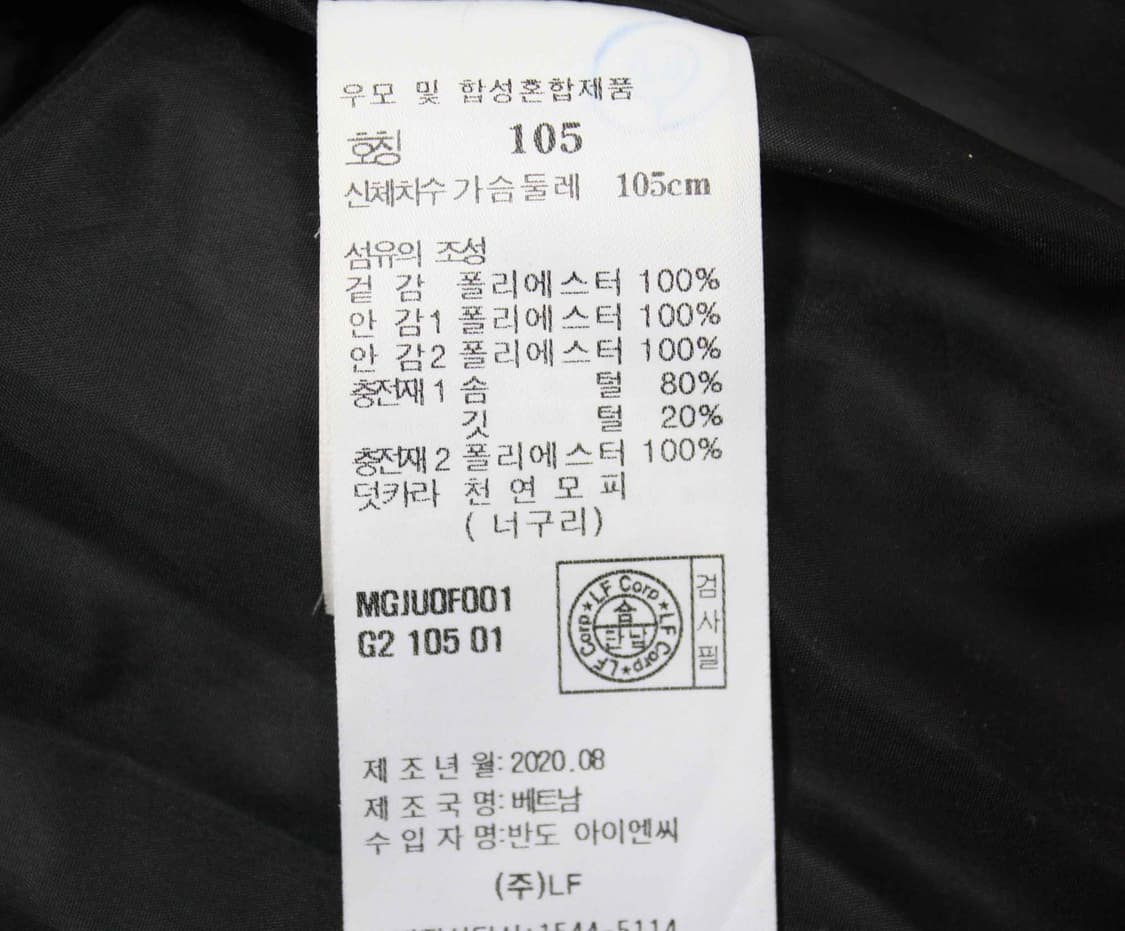 우모 및 합성혼합제품
호칭 105
신체치수 가슴둘레 105cm
섬유의 조성
겉 감 폴리에스터 100%
안 감1 폴리에스터 100%
안 감2 폴리에스터 100%
충전재1 솜 털 80%
깃 털 20%
충전재2 폴리에스터 100%
덧카라 천연모피
(너구리)
MGJU0F001
G2 105 01
LF Corp★LF Corp★LF Corp★
솜
검사필
제조년월:2020.08
제조국명:베트남
수입자명:반도 아이엔씨
(주)LF
1544-5114